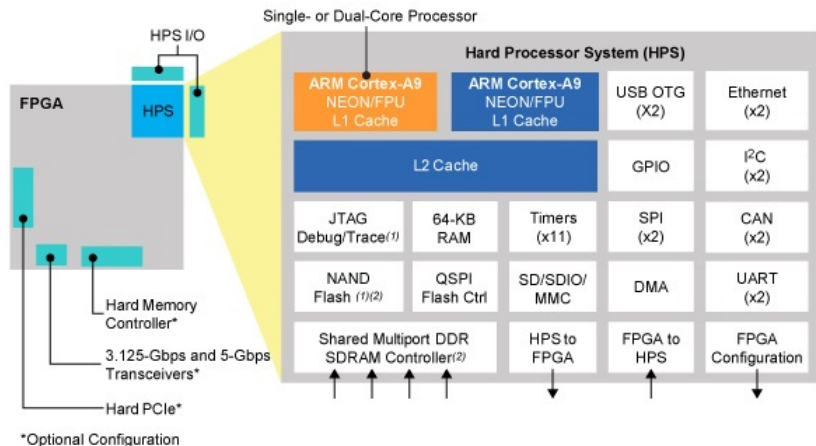 Single- or Dual-Core Processor
HPS I/O
FPGA
HPS
Hard Processor System (HPS)
ARM Cortex-A9
NEON/FPU
L1 Cache
ARM Cortex-A9
NEON/FPU
L1 Cache
USB OTG
(X2)
Ethernet
(x2)
L2 Cache
GPIO
I²C
(x2)
JTAG
Debug/Trace(1)
64-KB
RAM
Timers
(x11)
SPI
(x2)
CAN
(x2)
NAND
Flash (1)(2)
QSPI
Flash Ctrl
SD/SDIO/
MMC
DMA
UART
(x2)
Shared Multiport DDR
SDRAM Controller(2)
HPS to
FPGA
FPGA to
HPS
FPGA
Configuration
Hard Memory
Controller*
3.125-Gbps and 5-Gbps
Transceivers*
Hard PCIe*
*Optional Configuration